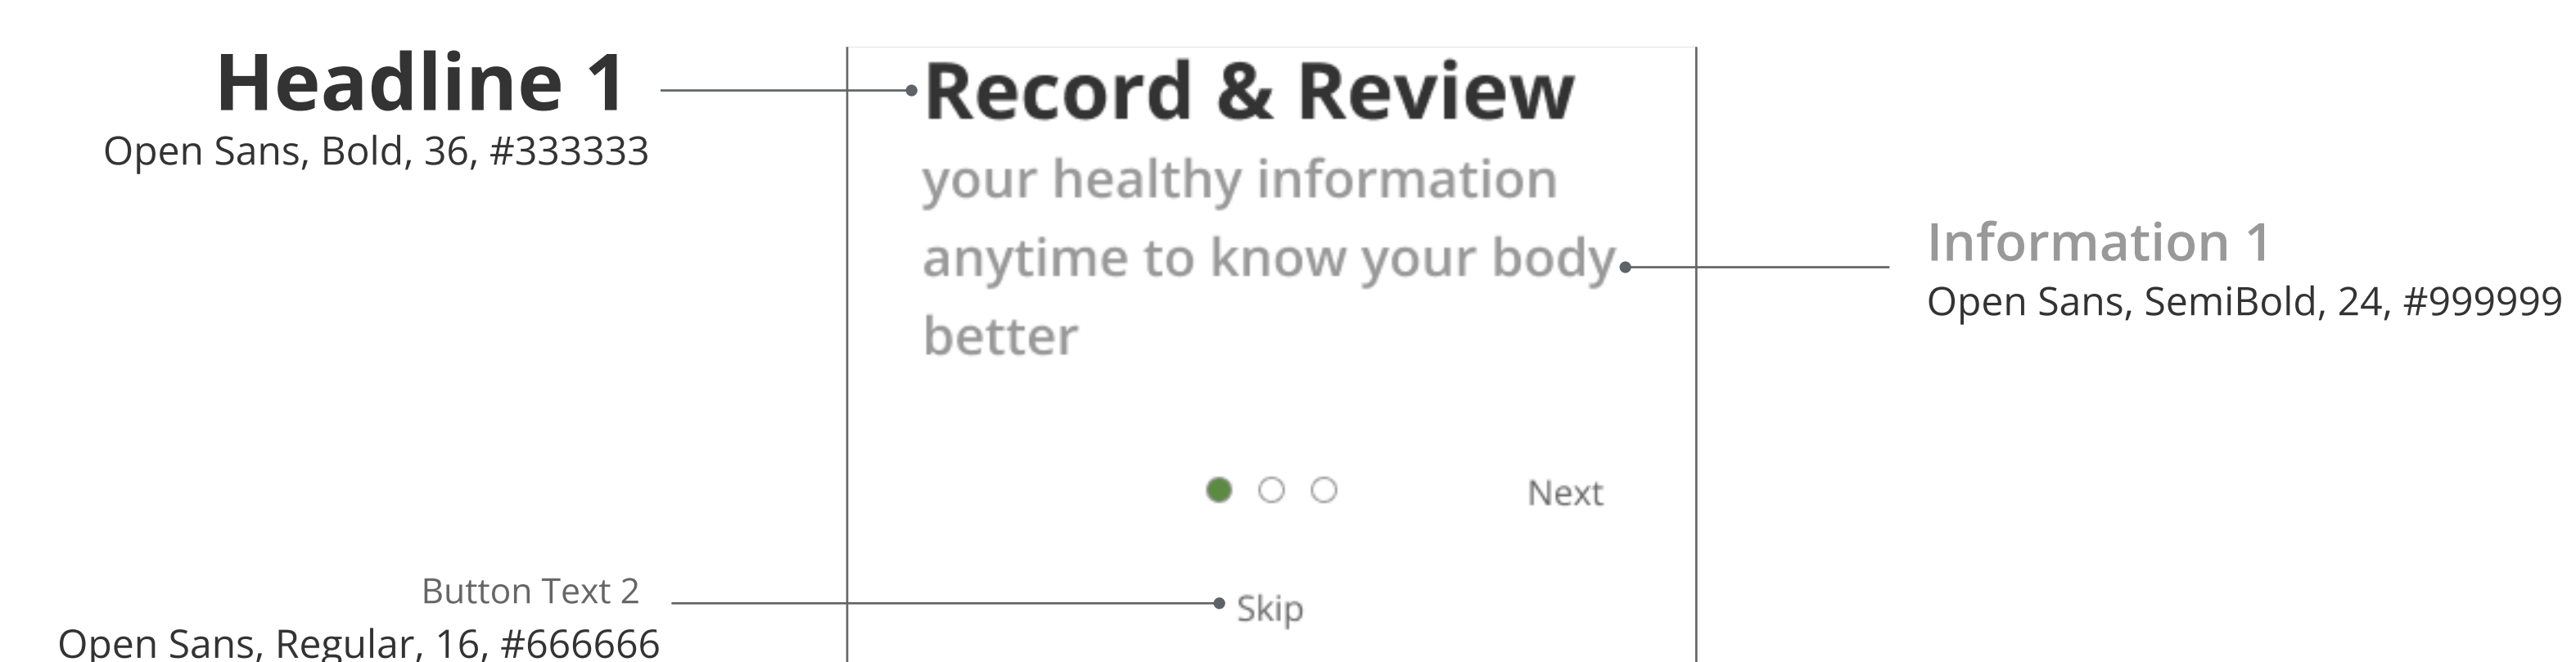 Headline 1
Open Sans, Bold, 36, #333333
Record & Review
your healthy information
anytime to know your body
better
Information 1
Open Sans, SemiBold, 24, #999999
Next
Button Text 2
Open Sans, Regular, 16, #666666
Skip